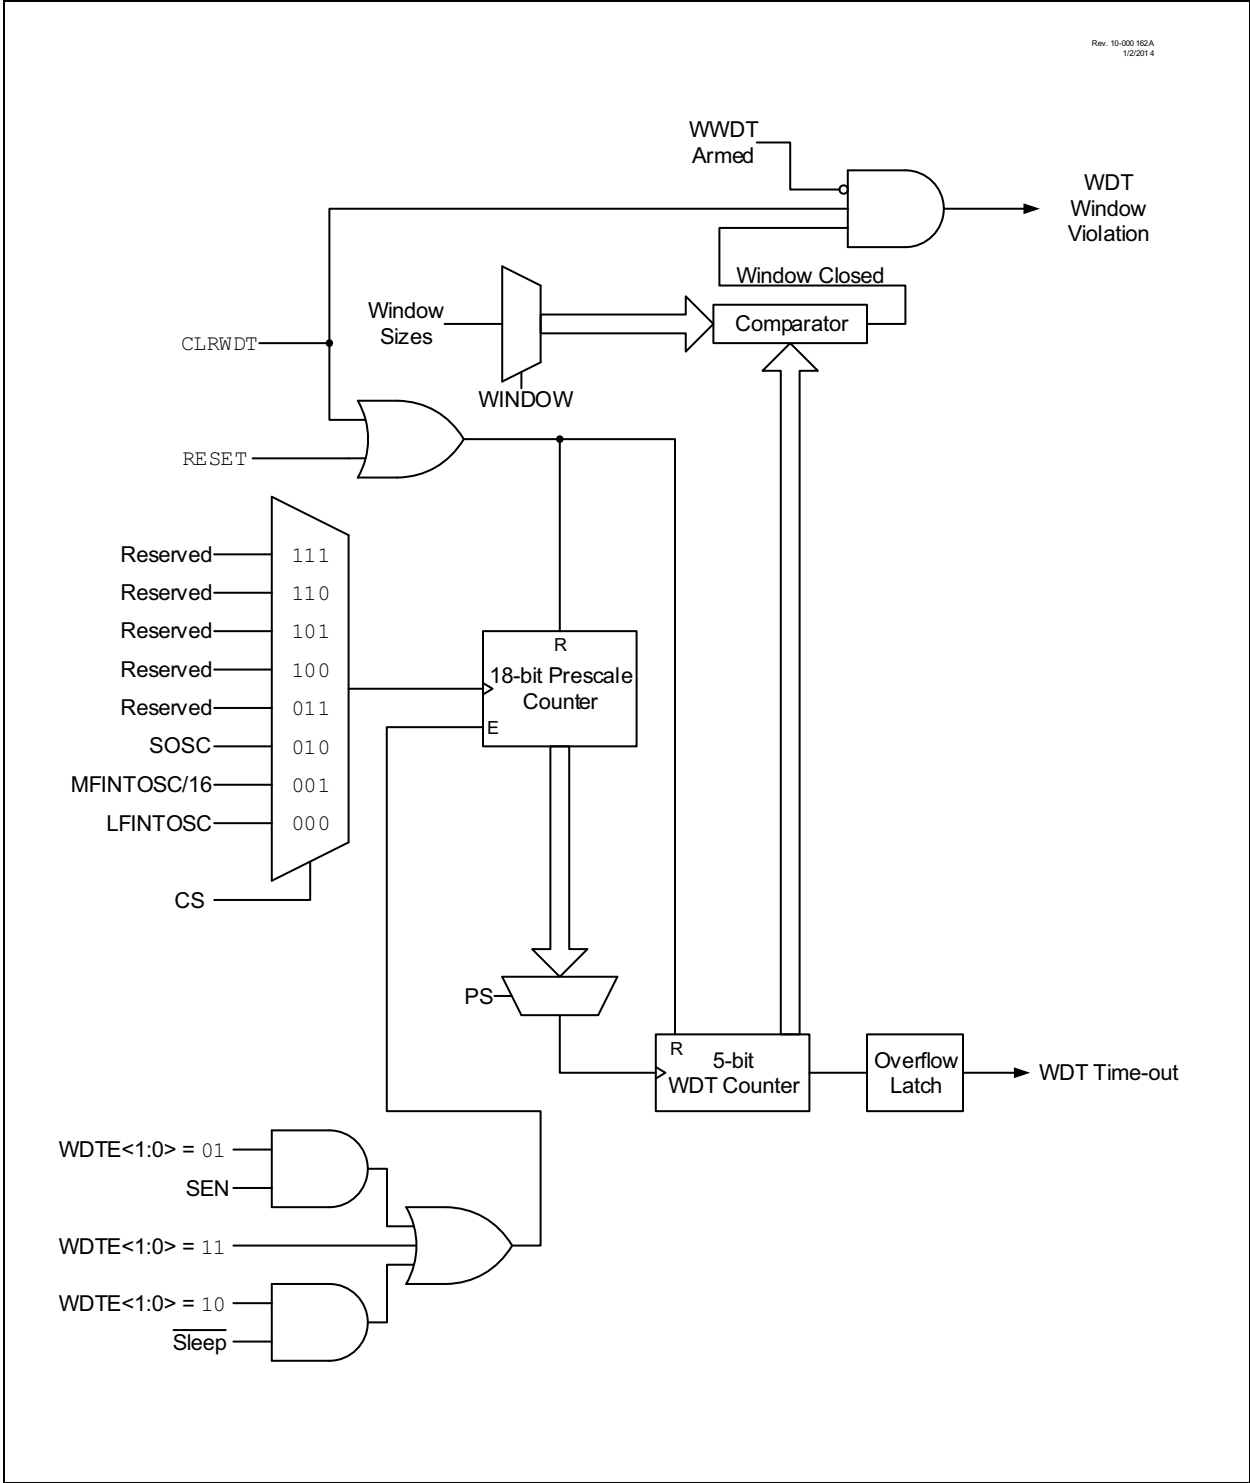 Rev. 10-000 162A
1/2/201 4
WWDT
Armed
WDT
Window
Violation
Window Closed
Window
Sizes
Comparator
CLRWDT
WINDOW
RESET
Reserved 111
Reserved 110
Reserved 101
Reserved 100
Reserved 011
SOSC 010
MFINTOSC/16 001
LFINTOSC 000
CS
R
18-bit Prescale
Counter
E
PS
R
5-bit
WDT Counter
Overflow
Latch
WDT Time-out
WDTE<1:0> = 01
SEN
WDTE<1:0> = 11
WDTE<1:0> = 10
Sleep